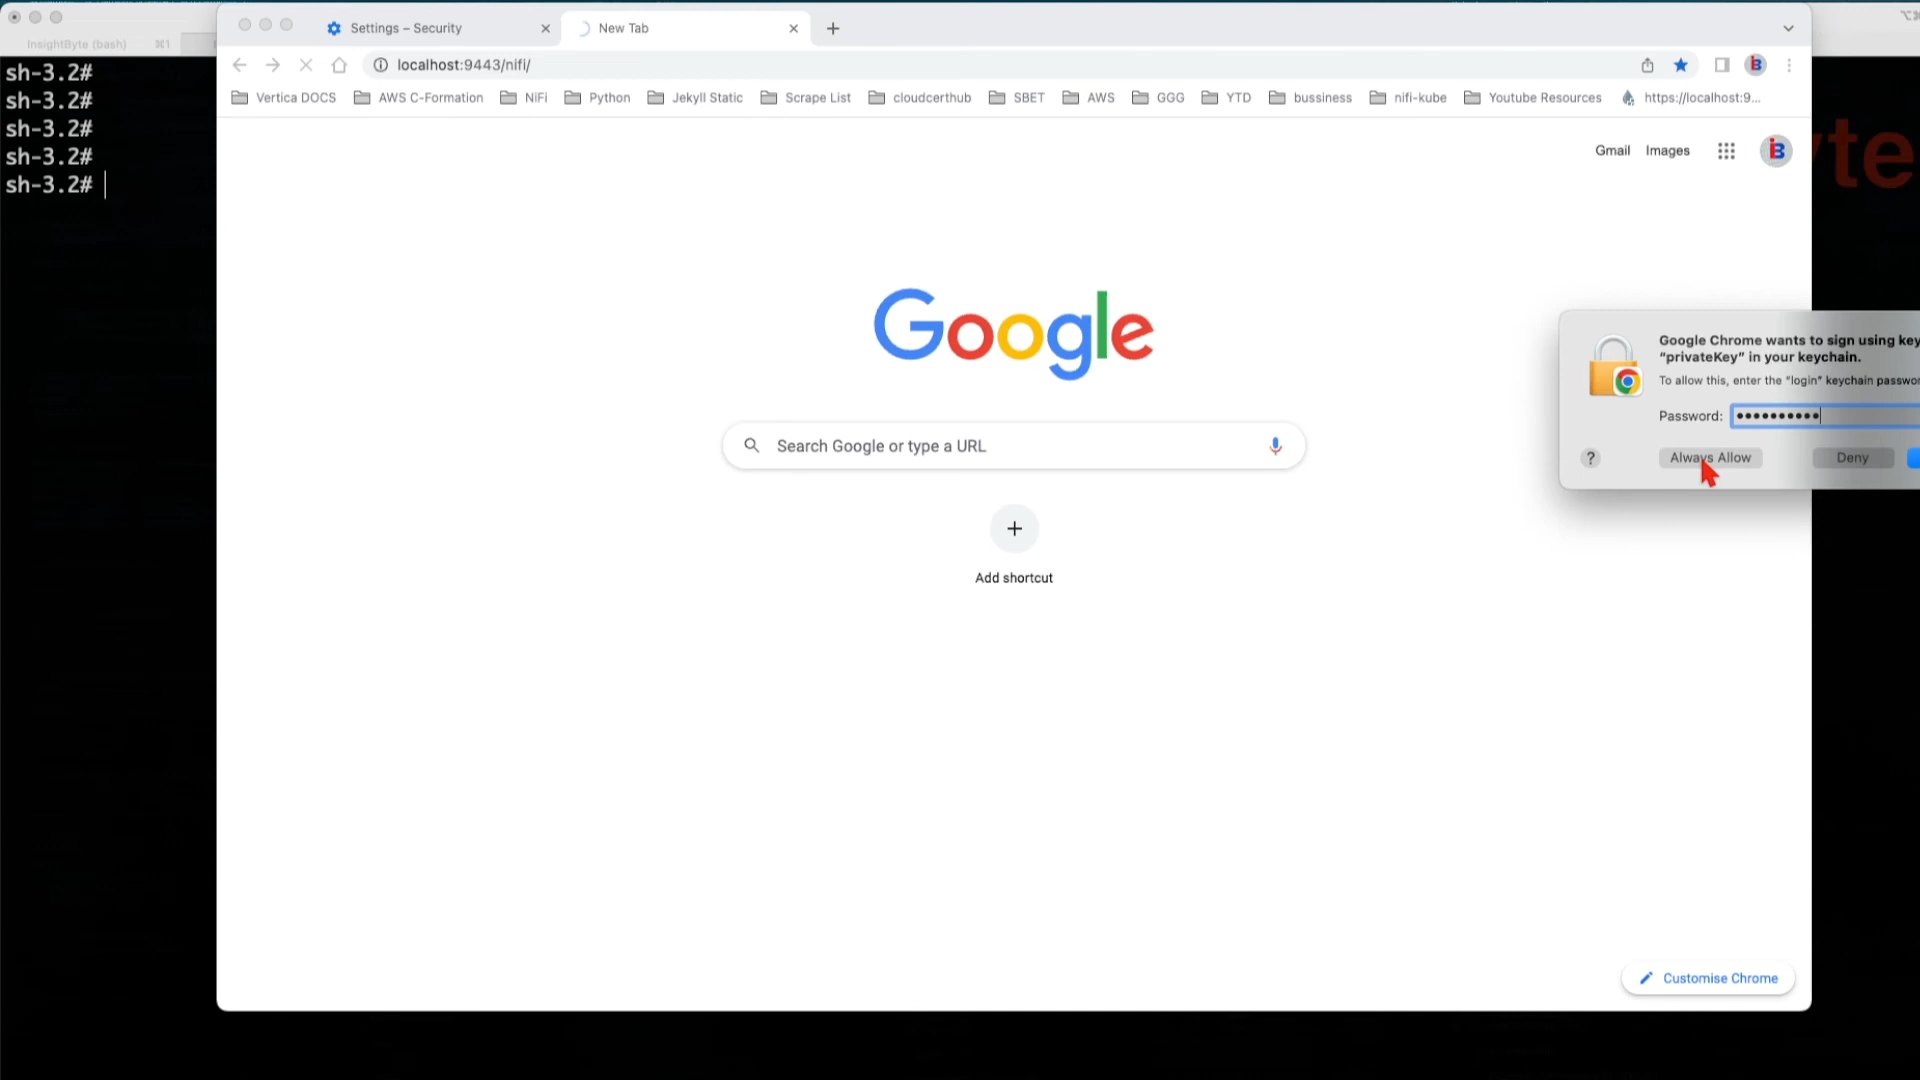 InsightByte (bash) ⌘1
sh-3.2#
sh-3.2#
sh-3.2#
sh-3.2#
sh-3.2#
Settings – Security
New Tab
localhost:9443/nifi/
Vertica DOCS AWS C-Formation NiFi Python Jekyll Static Scrape List cloudcerthub SBET AWS GGG YTD bussiness nifi-kube Youtube Resources https://localhost:9...
Gmail Images
Google
Search Google or type a URL
Add shortcut
Google Chrome wants to sign using key
"privateKey" in your keychain.
To allow this, enter the "login" keychain passwor
Password: ••••••••••
? Always Allow Deny
Customise Chrome
yte